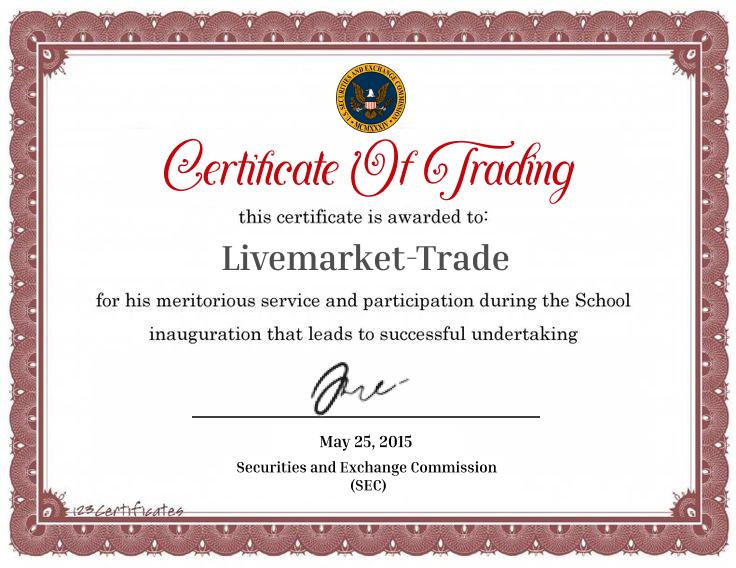 U.S. SECURITIES AND EXCHANGE COMMISSION
MCMXXXIV
Certificate Of Trading
this certificate is awarded to:
Livemarket-Trade
for his meritorious service and participation during the School
inauguration that leads to successful undertaking
May 25, 2015
Securities and Exchange Commission
(SEC)
123Certificates